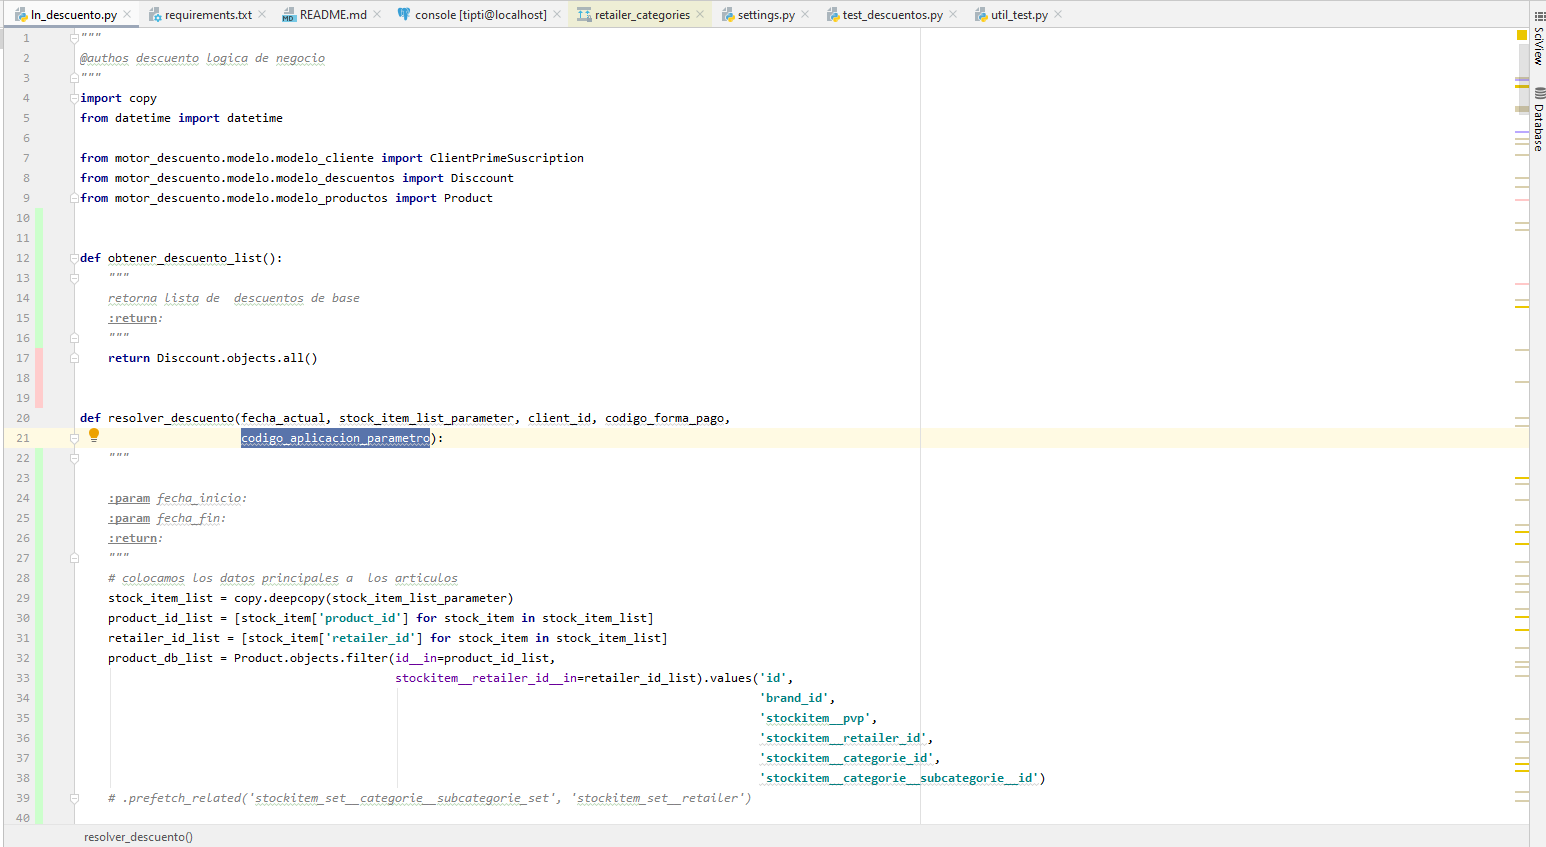 ln_descuento.py requirements.txt README.md console [tipti@localhost] retailer_categories settings.py test_descuentos.py util_test.py
SciView
Database
1 """
2 @authos descuento logica de negocio
3 """
4 import copy
5 from datetime import datetime
6
7 from motor_descuento.modelo.modelo_cliente import ClientPrimeSuscription
8 from motor_descuento.modelo.modelo_descuentos import Disccount
9 from motor_descuento.modelo.modelo_productos import Product
10
11
12 def obtener_descuento_list():
13 """
14 retorna lista de  descuentos de base
15 :return:
16 """
17 return Disccount.objects.all()
18
19
20 def resolver_descuento(fecha_actual, stock_item_list_parameter, client_id, codigo_forma_pago,
21 codigo_aplicacion_parametro):
22 """
23
24 :param fecha_inicio:
25 :param fecha_fin:
26 :return:
27 """
28 # colocamos los datos principales a  los articulos
29 stock_item_list = copy.deepcopy(stock_item_list_parameter)
30 product_id_list = [stock_item['product_id'] for stock_item in stock_item_list]
31 retailer_id_list = [stock_item['retailer_id'] for stock_item in stock_item_list]
32 product_db_list = Product.objects.filter(id__in=product_id_list,
33 stockitem__retailer_id__in=retailer_id_list).values('id',
34 'brand_id',
35 'stockitem__pvp',
36 'stockitem__retailer_id',
37 'stockitem__categorie_id',
38 'stockitem__categorie__subcategorie__id')
39 # .prefetch_related('stockitem_set__categorie__subcategorie_set', 'stockitem_set__retailer')
40
resolver_descuento()